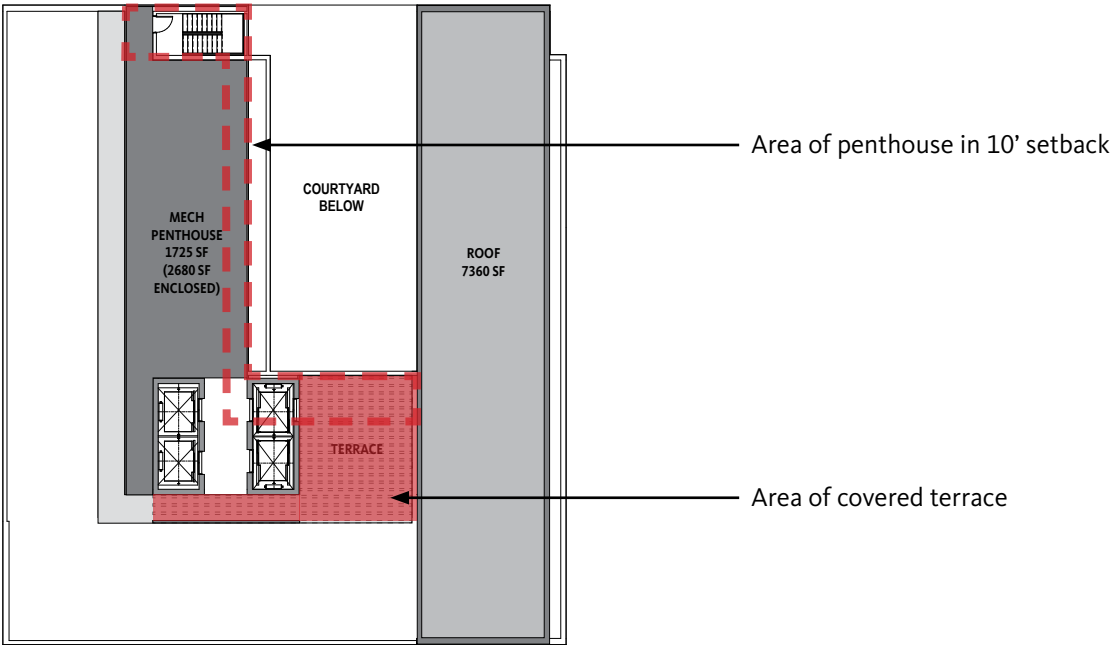 Area of penthouse in 10’ setback
COURTYARD
BELOW
MECH
PENTHOUSE
1725 SF
(2680 SF
ENCLOSED)
ROOF
7360 SF
TERRACE
Area of covered terrace